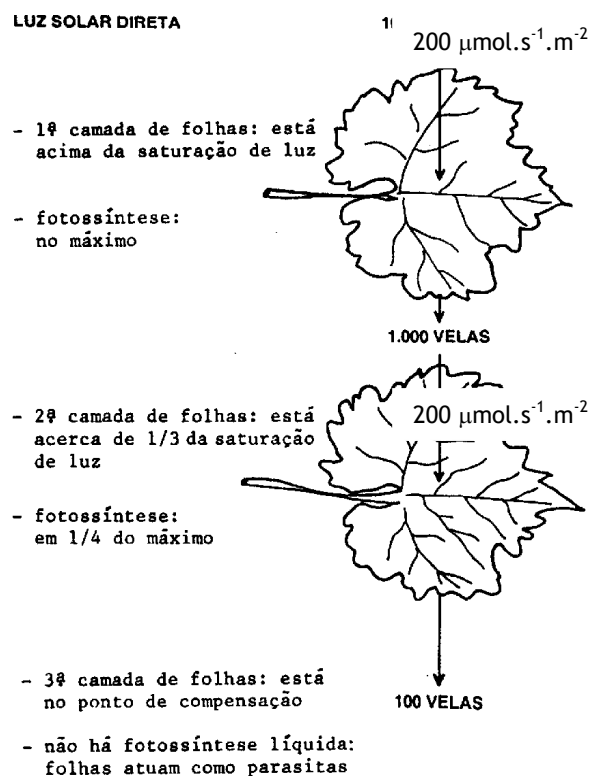 LUZ SOLAR DIRETA
200 μmol.s⁻¹.m⁻²
- 1ª camada de folhas: está
acima da saturação de luz
- fotossíntese:
no máximo
1.000 VELAS
- 2ª camada de folhas: está
acerca de 1/3 da saturação
de luz
200 μmol.s⁻¹.m⁻²
- fotossíntese:
em 1/4 do máximo
- 3ª camada de folhas: está
no ponto de compensação
100 VELAS
- não há fotossíntese líquida:
folhas atuam como parasitas